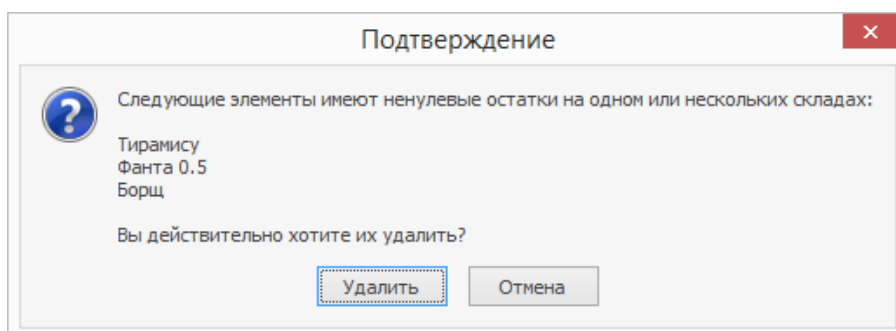 Подтверждение
Следующие элементы имеют ненулевые остатки на одном или нескольких складах:
Тирамису
Фанта 0.5
Борщ
Вы действительно хотите их удалить?
Удалить
Отмена